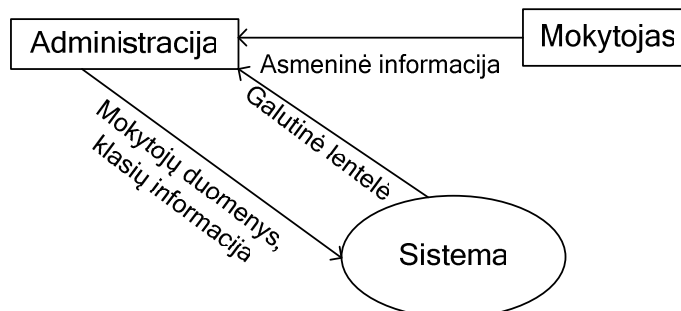 Administracija
Mokytojas
Asmeninė informacija
Galutinė lentelė
Mokytojų duomenys,
klasių informacija
Sistema